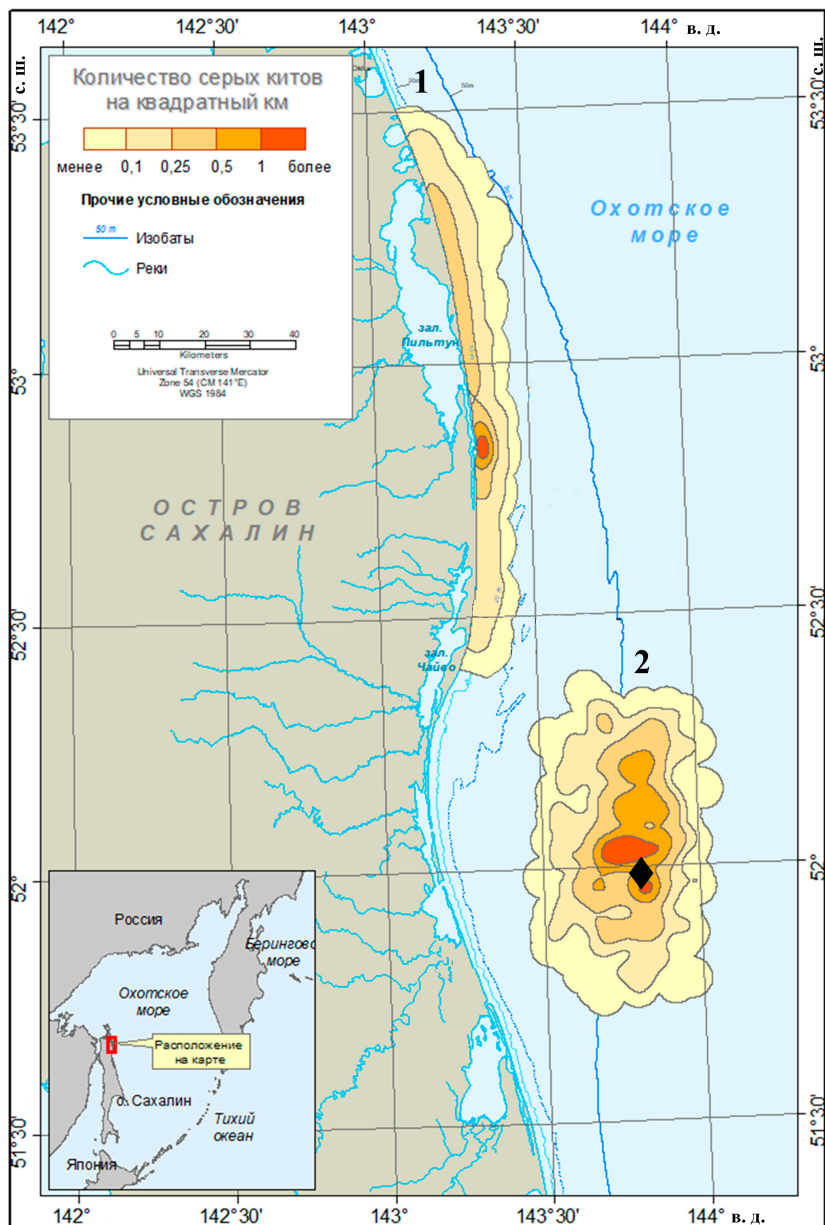 142° 142°30' 143° 143°30' 144° в. д.
с. ш.
с. ш.
Количество серых китов
на квадратный км
менее 0,1 0,25 0,5 1 более
Прочие условные обозначения
50 m Изобаты
Реки
0 5 10 20 30 40
Kilometers
Universal Transverse Mercator
Zone 54 (CM 141°E)
WGS 1984
1
50m
53°30'
53°30'
Охотское
море
зал.
Пильтун
53°
53°
ОСТРОВ
САХАЛИН
52°30'
52°30'
зал.
Чайво
2
52°
52°
Россия
Берингово
море
Охотское
море
Расположение
на карте
о. Сахалин
Тихий
океан
Япония
51°30'
51°30'
142° 142°30' 143° 143°30' 144° в. д.